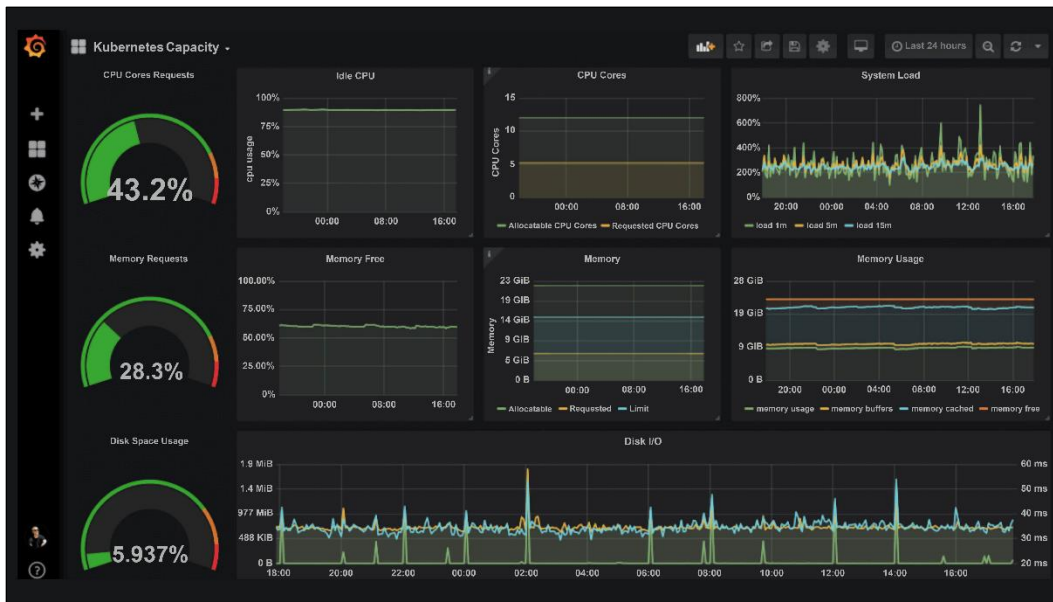 Kubernetes Capacity
Last 24 hours
CPU Cores Requests
43.2%
Idle CPU
cpu usage
100%
75%
50%
25%
0%
00:00 08:00 16:00
CPU Cores
CPU Cores
15
10
5
0
00:00 08:00 16:00
Allocatable CPU Cores Requested CPU Cores
System Load
800%
600%
400%
200%
0%
20:00 00:00 04:00 08:00 12:00 16:00
load 1m load 5m load 15m
Memory Requests
28.3%
Memory Free
100.00%
75.00%
50.00%
25.00%
0%
00:00 08:00 16:00
Memory
Memory
23 GiB
19 GiB
14 GiB
9 GiB
5 GiB
0 B
00:00 08:00 16:00
Allocatable Requested Limit
Memory Usage
28 GiB
19 GiB
9 GiB
0 B
20:00 00:00 04:00 08:00 12:00 16:00
memory usage memory buffers memory cached memory free
Disk Space Usage
5.937%
Disk I/O
1.9 MiB
1.4 MiB
977 MiB
488 KiB
0 B
60 ms
50 ms
40 ms
30 ms
20 ms
18:00 20:00 22:00 00:00 02:00 04:00 06:00 08:00 10:00 12:00 14:00 16:00